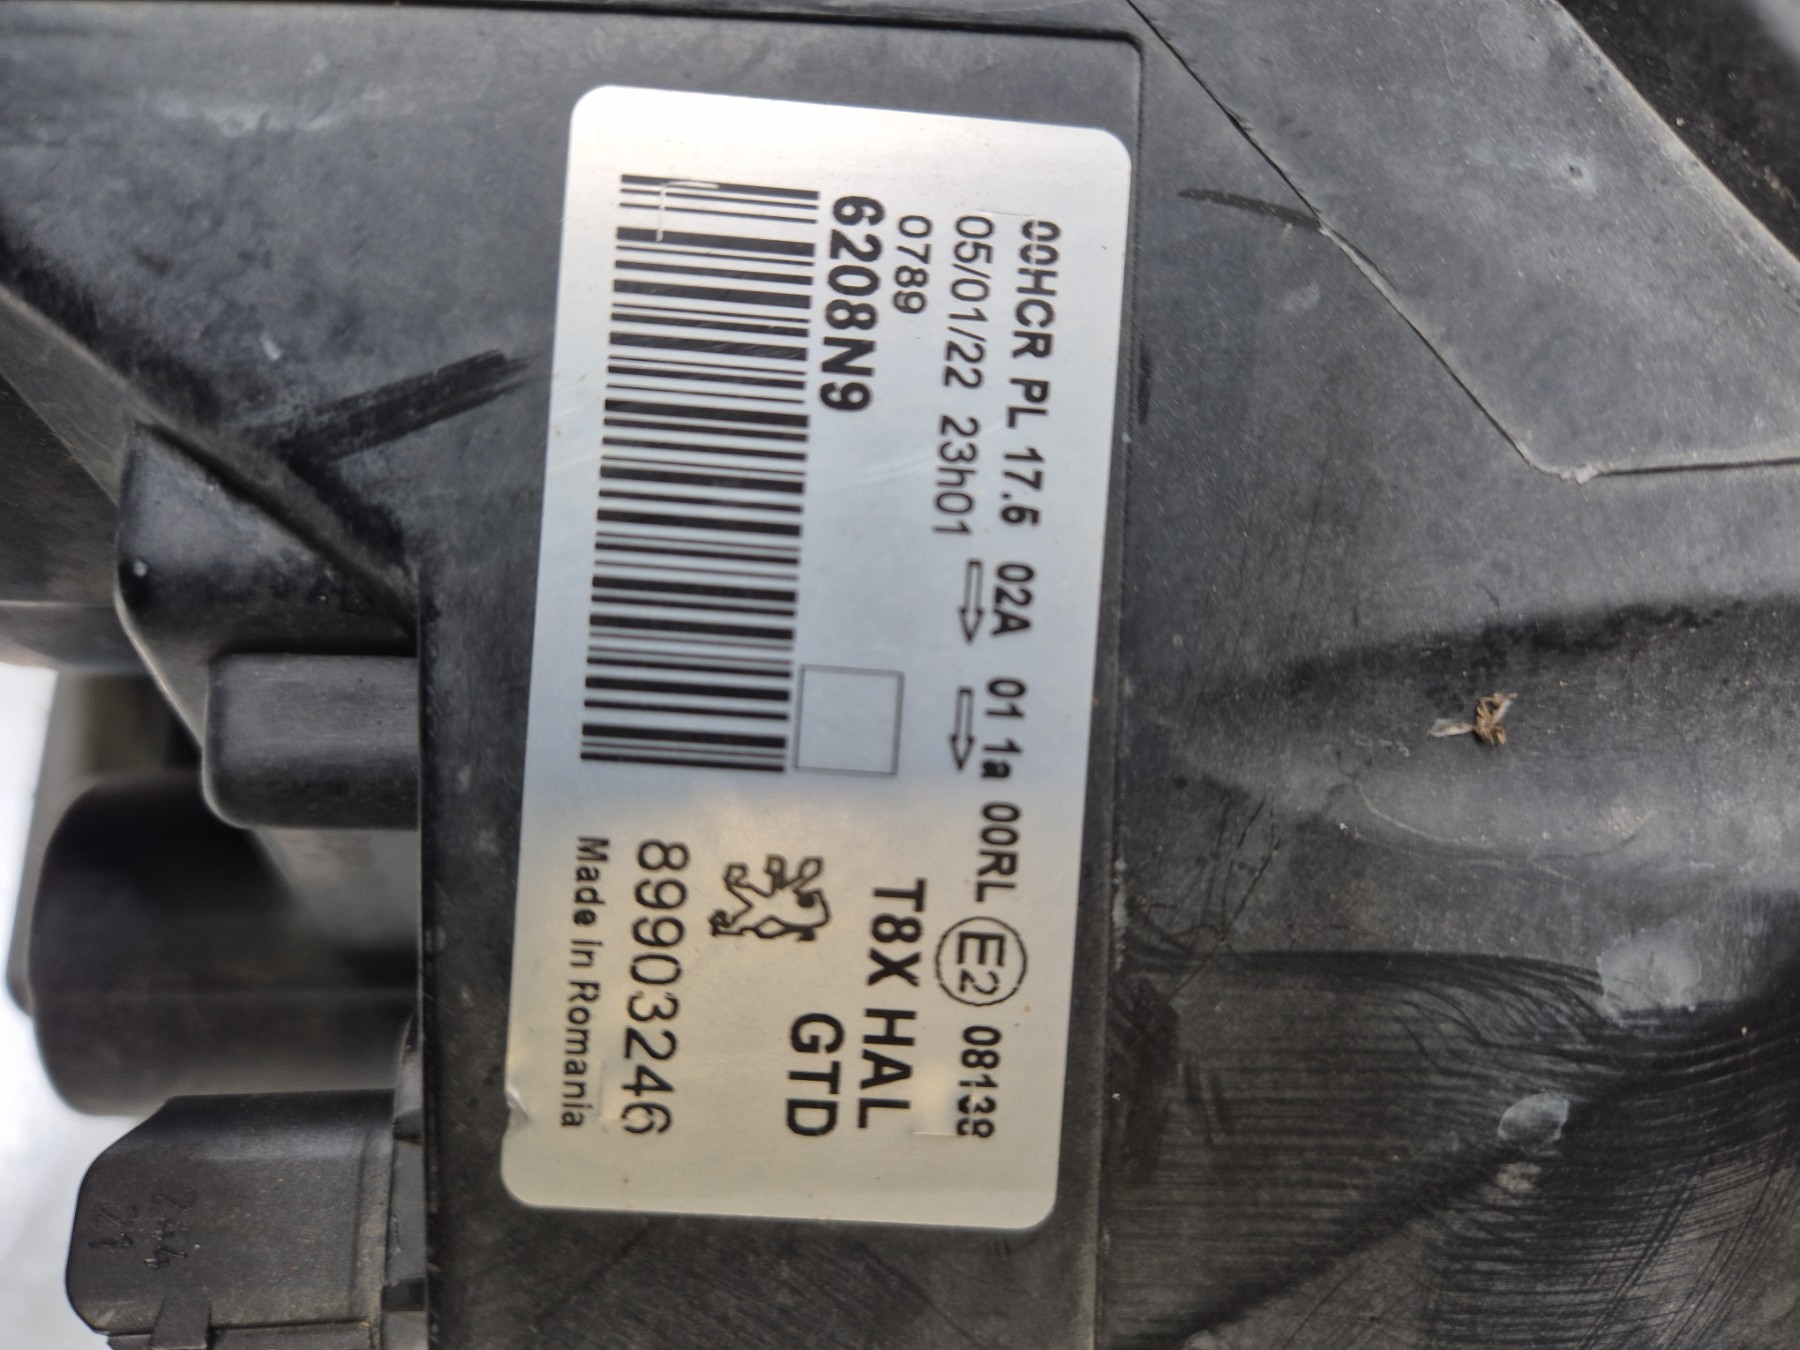 00HCR PL 17.5 02A 01 1a 00RL E2 08138
05/01/22 23h01
0789
6208N9
T8X HAL
GTD
89903246
Made in Romania